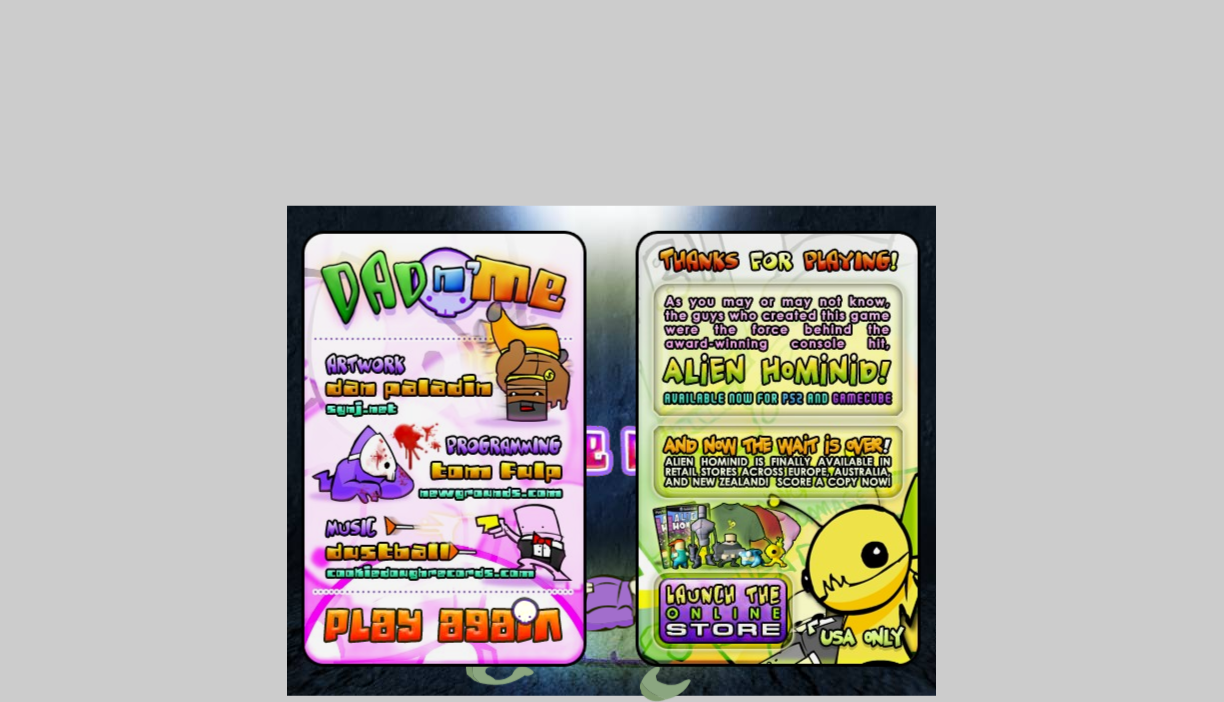 DAD n' ME
ARTWORK
dan paladin
synj.net
PROGRAMMING
tom Fulp
newgrounds.com
MUSIC
dustball
cookiedoughrecords.com
PLAY AGAIN
THANKS FOR PLAYING!
As you may or may not know,
the guys who created this game
were the force behind the
award-winning console hit,
ALIEN HOMINID!
AVAILABLE NOW FOR PS2 AND GAMECUBE
AND NOW THE WAIT IS OVER!
ALIEN HOMINID IS FINALLY AVAILABLE IN
RETAIL STORES ACROSS EUROPE, AUSTRALIA,
AND NEW ZEALAND! SCORE A COPY NOW!
LAUNCH THE
ONLINE
STORE
USA ONLY